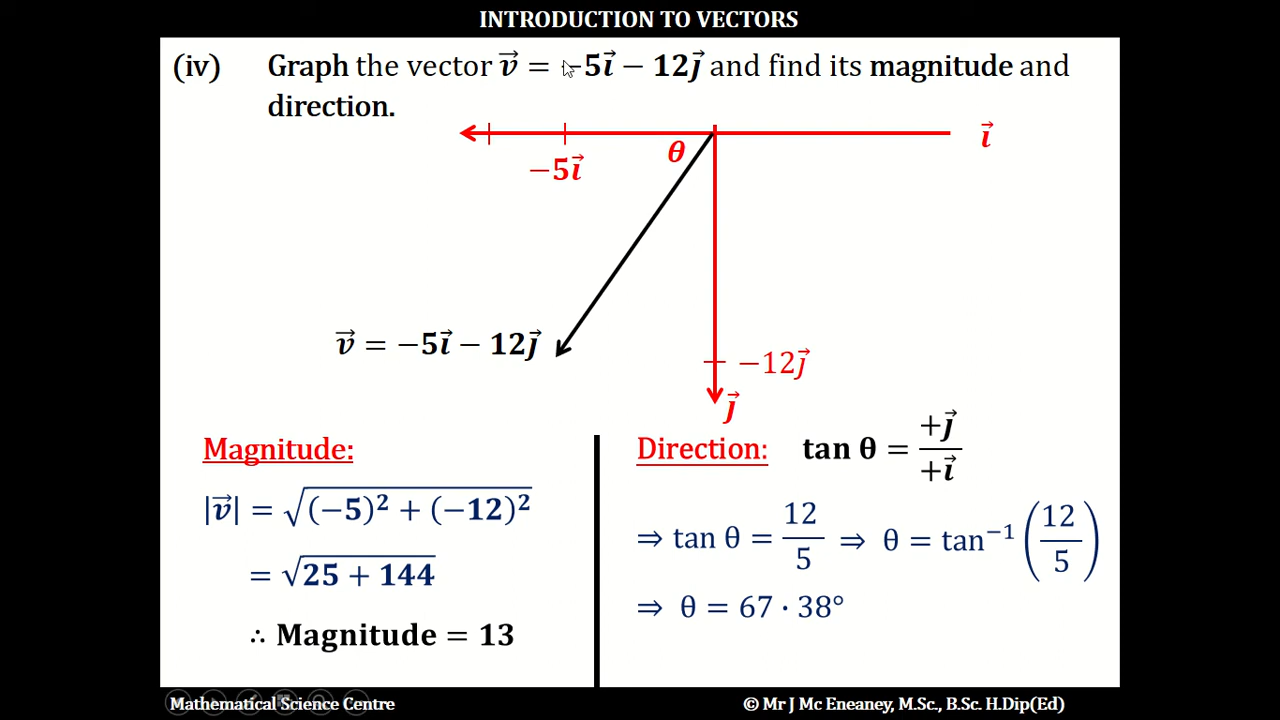 INTRODUCTION TO VECTORS
(iv) Graph the vector v⃗ = −5i⃗ − 12j⃗ and find its magnitude and
direction.
i⃗
θ
−5i⃗
v⃗ = −5i⃗ − 12j⃗
−12j⃗
j⃗
Magnitude:
|v⃗| = √((−5)² + (−12)²)
= √(25 + 144)
∴ Magnitude = 13
Direction: tan θ = +j⃗ / +i⃗
⇒ tan θ = 12/5 ⇒ θ = tan⁻¹(12/5)
⇒ θ = 67 · 38°
Mathematical Science Centre
© Mr J Mc Eneaney, M.Sc., B.Sc. H.Dip(Ed)